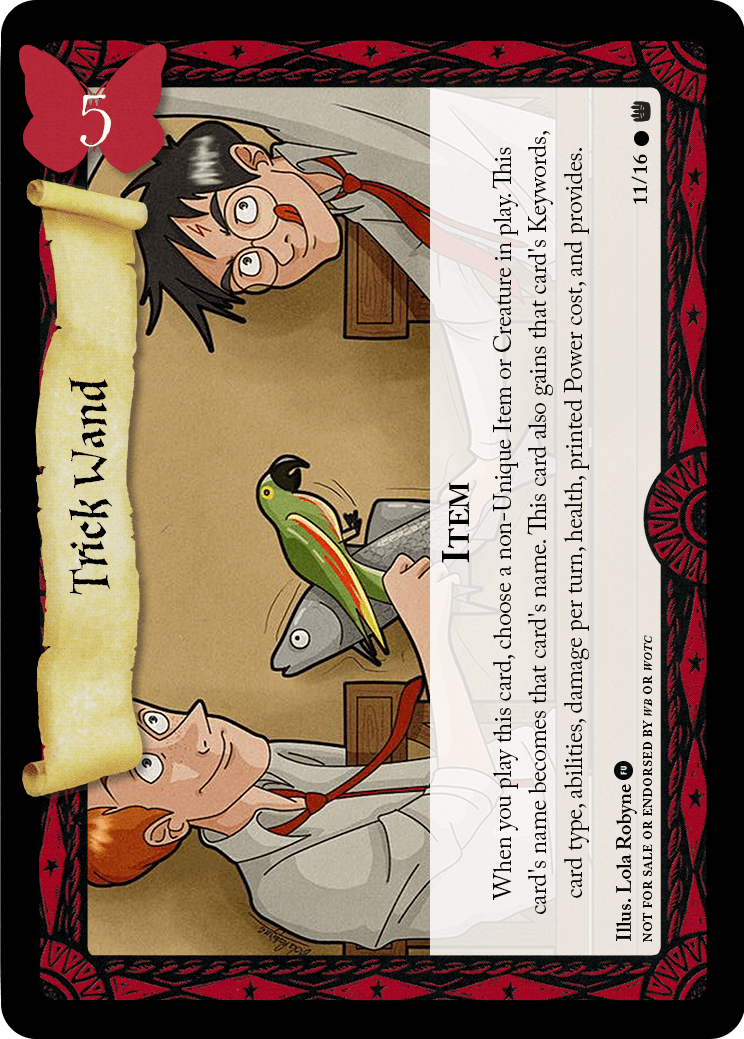 5
Trick Wand
ITEM
When you play this card, choose a non-Unique Item or Creature in play. This
card's name becomes that card's name. This card also gains that card's Keywords,
card type, abilities, damage per turn, health, printed Power cost, and provides.
Illus. Lola Robyne FU
NOT FOR SALE OR ENDORSED BY WB OR WOTC
11/16